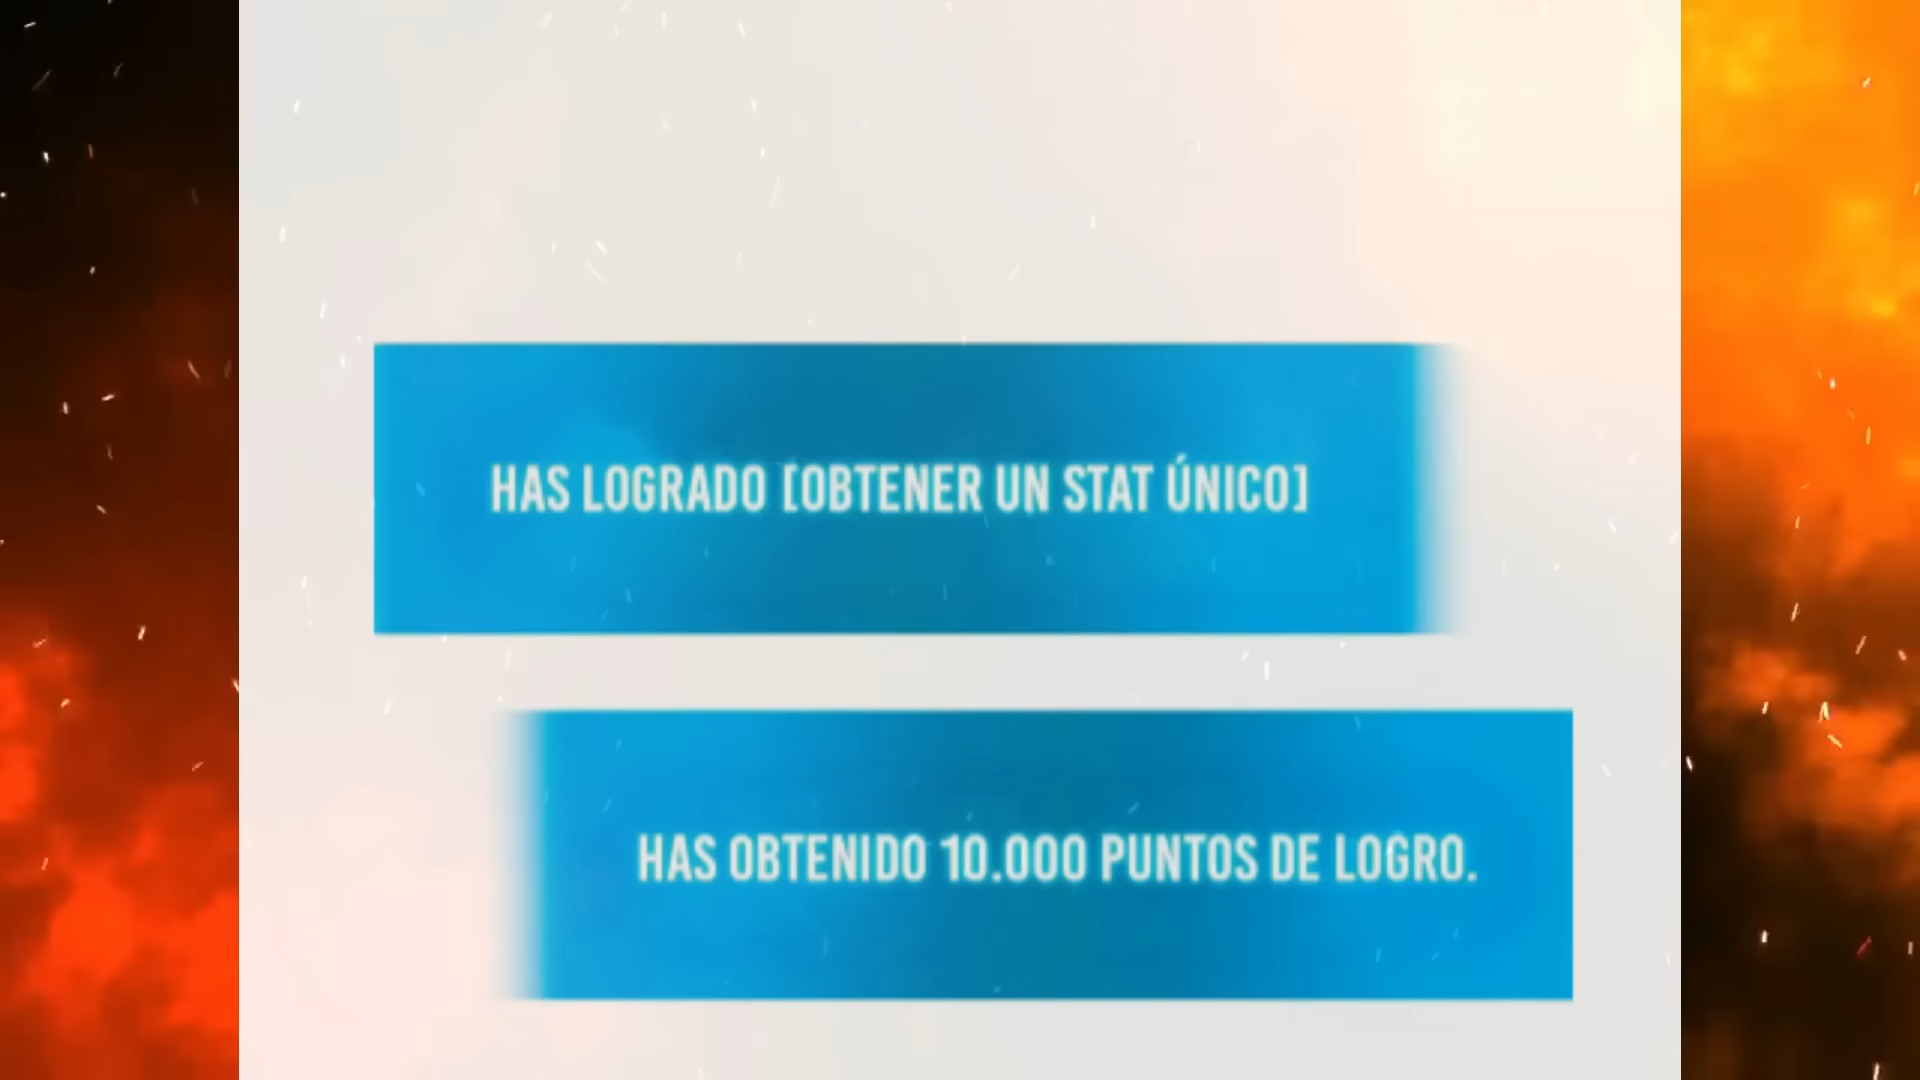 HAS LOGRADO [OBTENER UN STAT ÚNICO]
HAS OBTENIDO 10.000 PUNTOS DE LOGRO.